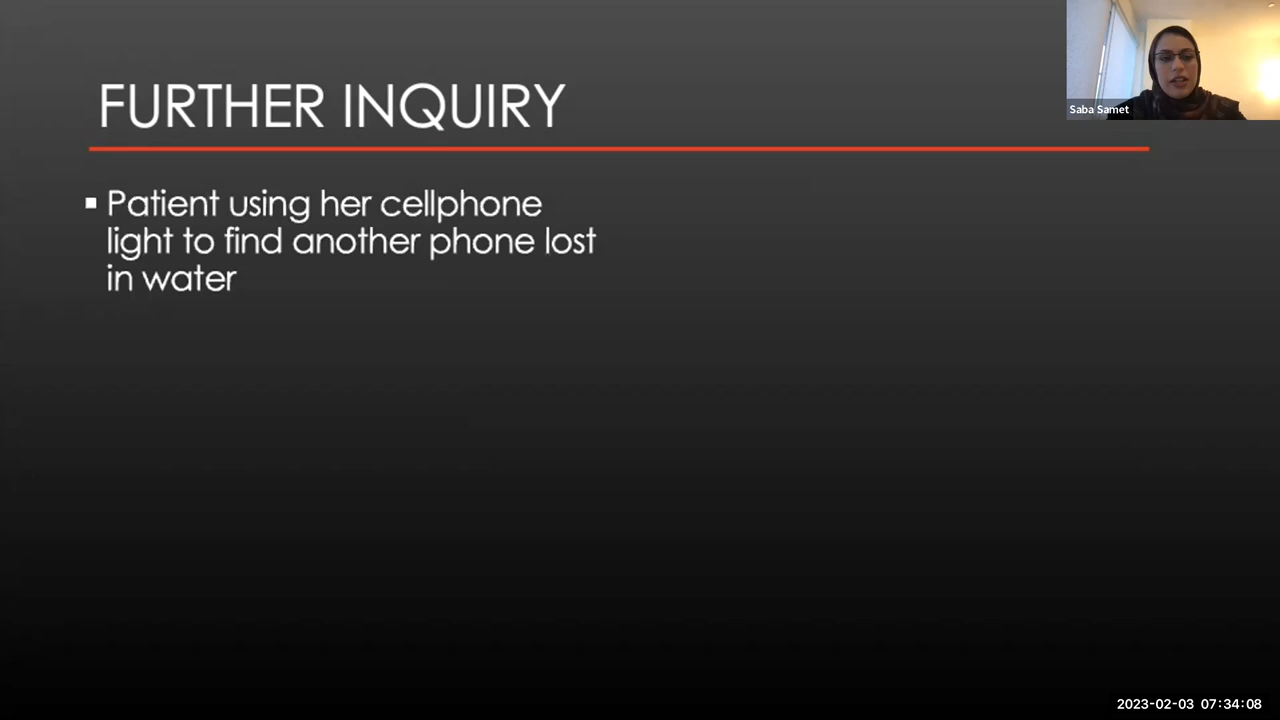 FURTHER INQUIRY
Saba Samet
▪ Patient using her cellphone
light to find another phone lost
in water
2023-02-03 07:34:08